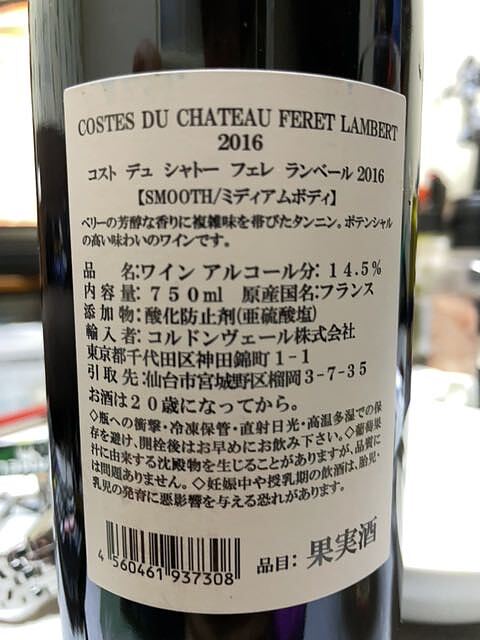 COSTES DU CHATEAU FERET LAMBERT
2016
コスト デュ シャトー フェレ ランベール 2016
【SMOOTH/ミディアムボディ】
ベリーの芳醇な香りに複雑味を帯びたタンニン。ポテンシャル
の高い味わいのワインです。
品 名:ワイン アルコール分: 14.5%
内容量: 750ml 原産国名:フランス
添加物:酸化防止剤(亜硫酸塩)
輸入者:コルドンヴェール株式会社
東京都千代田区神田錦町1-1
引取先:仙台市宮城野区榴岡3-7-35
お酒は20歳になってから。
◇瓶への衝撃・冷凍保管・直射日光・高温多湿での保
存を避け、開栓後はお早めにお飲み下さい。◇葡萄果
汁に由来する沈殿物を生じることがありますが、品質に
は問題ありません。◇妊娠中や授乳期の飲酒は、胎児、
乳児の発育に悪影響を与える恐れがあります。
4 560461 937308
品目: 果実酒